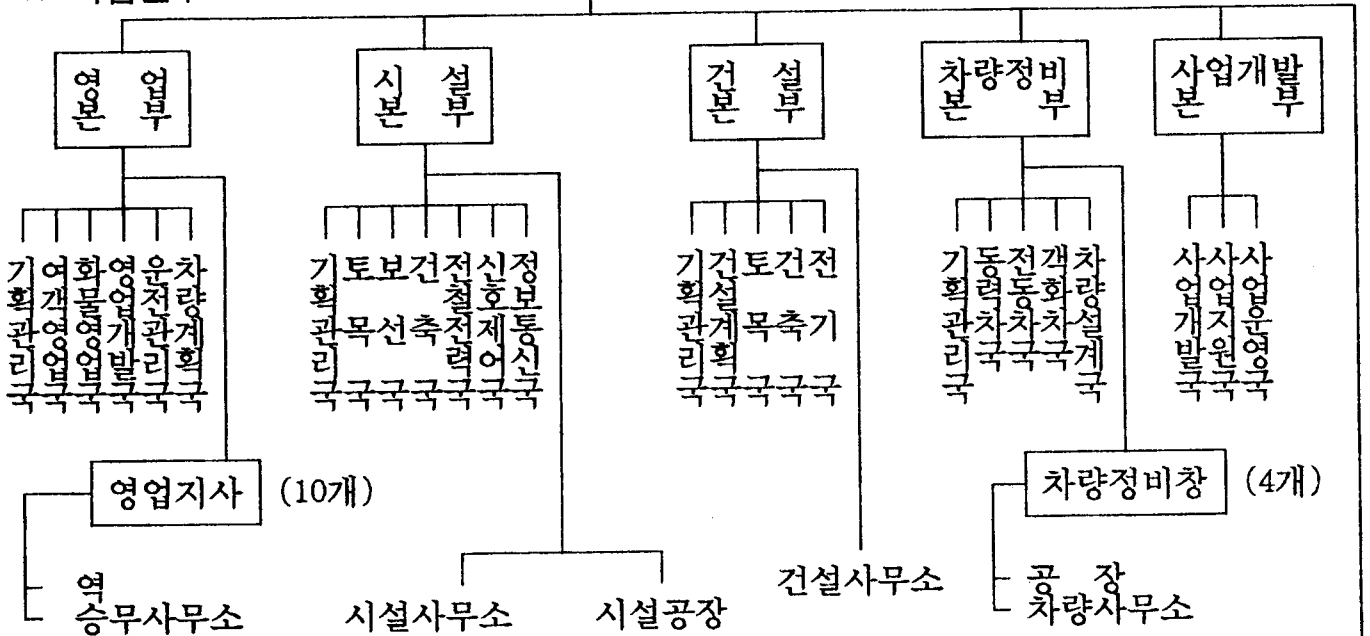 영업본부
시설본부
건설본부
차량정비본부
사업개발본부
기획관리국
여객영업국
화물영업국
영업개발국
운전관리국
차량계획국
기획관리국
토목국
보선국
건축국
전철전력국
신호제어국
정보통신국
기획관리국
건설계획국
토목국
건축국
전기국
기획관리국
동력차국
전동차국
객화차국
차량설계국
사업개발국
사업지원국
사업운영국
영업지사 (10개)
차량정비창 (4개)
역
승무사무소
시설사무소
시설공장
건설사무소
공 장
차량사무소